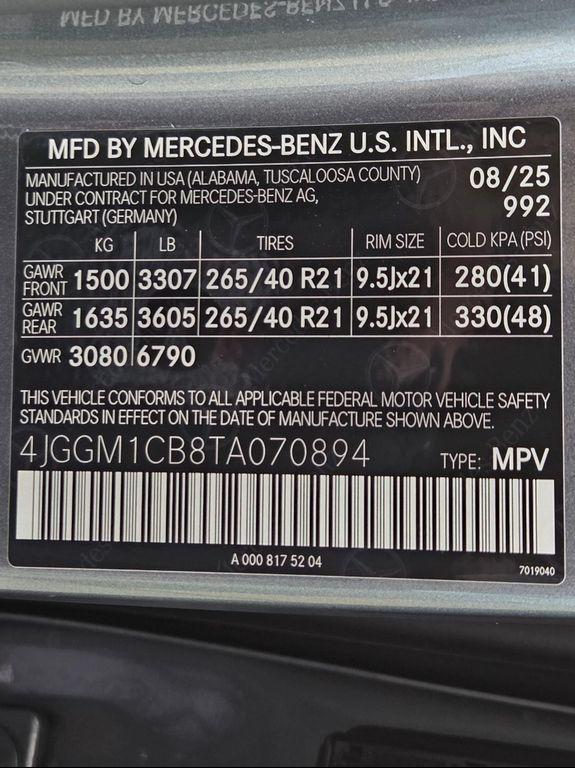 MFD BY MERCEDES-BENZ U.S. INTL., INC
MANUFACTURED IN USA (ALABAMA, TUSCALOOSA COUNTY) 08/25
UNDER CONTRACT FOR MERCEDES-BENZ AG,
STUTTGART (GERMANY) 992
KG LB TIRES RIM SIZE COLD KPA (PSI)
GAWR FRONT 1500 3307 265/40 R21 9.5Jx21 280(41)
GAWR REAR 1635 3605 265/40 R21 9.5Jx21 330(48)
GVWR 3080 6790
THIS VEHICLE CONFORMS TO ALL APPLICABLE FEDERAL MOTOR VEHICLE SAFETY
STANDARDS IN EFFECT ON THE DATE OF MANUFACTURE SHOWN ABOVE.
4JGGM1CB8TA070894 TYPE: MPV
A 000 817 52 04
7019040